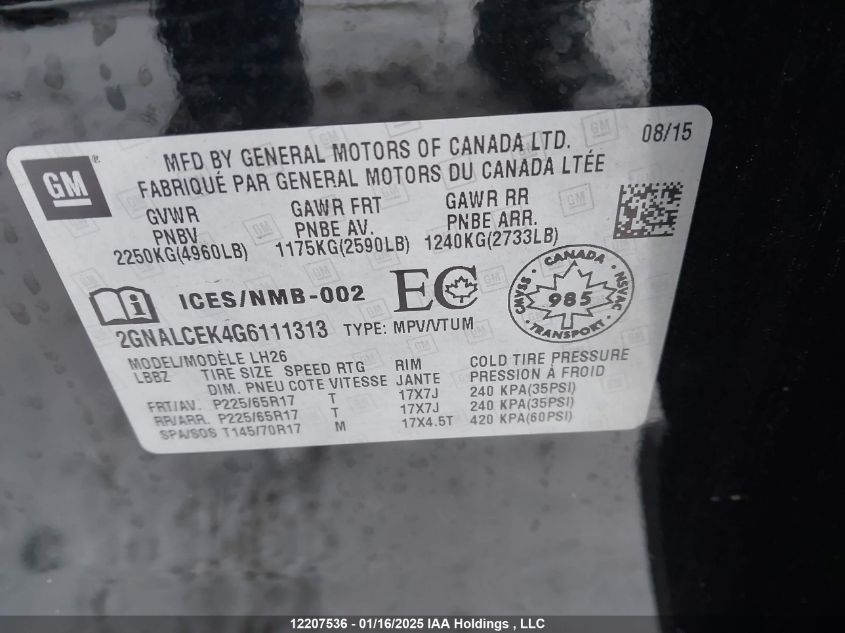 GM
®
MFD BY GENERAL MOTORS OF CANADA LTD.
FABRIQUÉ PAR GENERAL MOTORS DU CANADA LTÉE
08/15
GVWR GAWR FRT GAWR RR
PNBV PNBE AV. PNBE ARR.
2250KG(4960LB) 1175KG(2590LB) 1240KG(2733LB)
ICES/NMB-002
EC
CANADA
CMVSS 985 NSVAC
TRANSPORT
2GNALCEK4G6111313 TYPE: MPV/VTUM
MODEL/MODÈLE LH26
LBBZ TIRE SIZE SPEED RTG RIM COLD TIRE PRESSURE
DIM. PNEU COTE VITESSE JANTE PRESSION À FROID
FRT/AV. P225/65R17 T 17X7J 240 KPA(35PSI)
RR/ARR. P225/65R17 T 17X7J 240 KPA(35PSI)
SPA/SOS T145/70R17 M 17X4.5T 420 KPA(60PSI)
12207536 - 01/16/2025 IAA Holdings , LLC